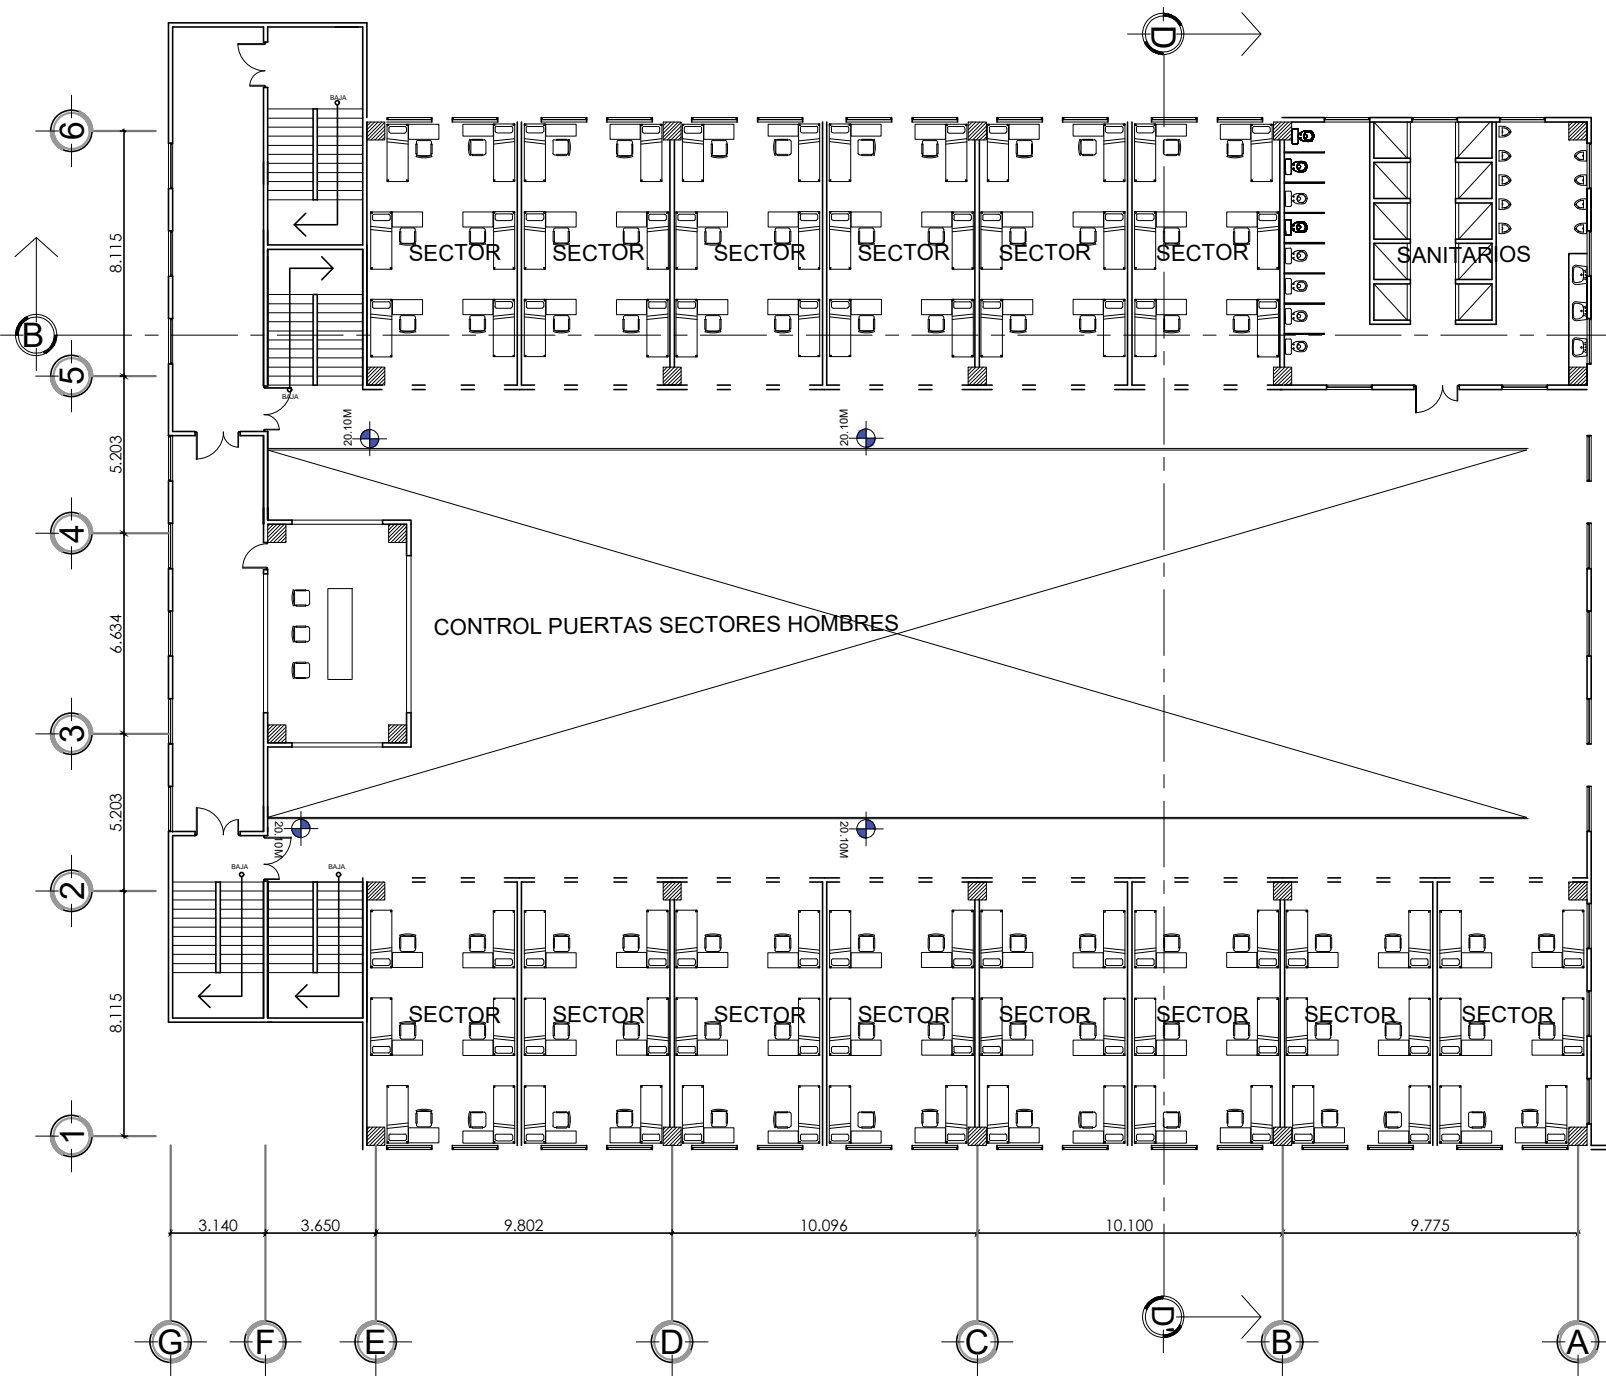 D
BAJA
6
SECTOR SECTOR SECTOR SECTOR SECTOR SECTOR SANITARIOS
8.115
B
5
BAJA
20.10M 20.10M
5.203
4
CONTROL PUERTAS SECTORES HOMBRES
6.634
3
5.203
20.10M 20.10M
BAJA BAJA
2
SECTOR SECTOR SECTOR SECTOR SECTOR SECTOR SECTOR SECTOR
8.115
1
3.140 3.650 9.802 10.096 10.100 9.775
D'
G F E D C B A